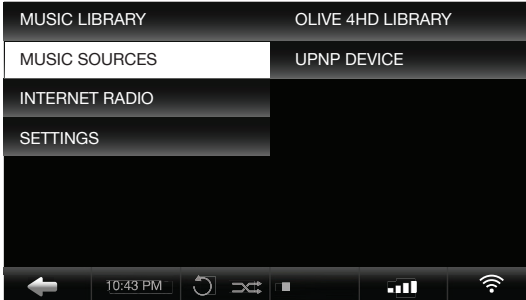 MUSIC LIBRARY
MUSIC SOURCES
INTERNET RADIO
SETTINGS
OLIVE 4HD LIBRARY
UPNP DEVICE
10:43 PM